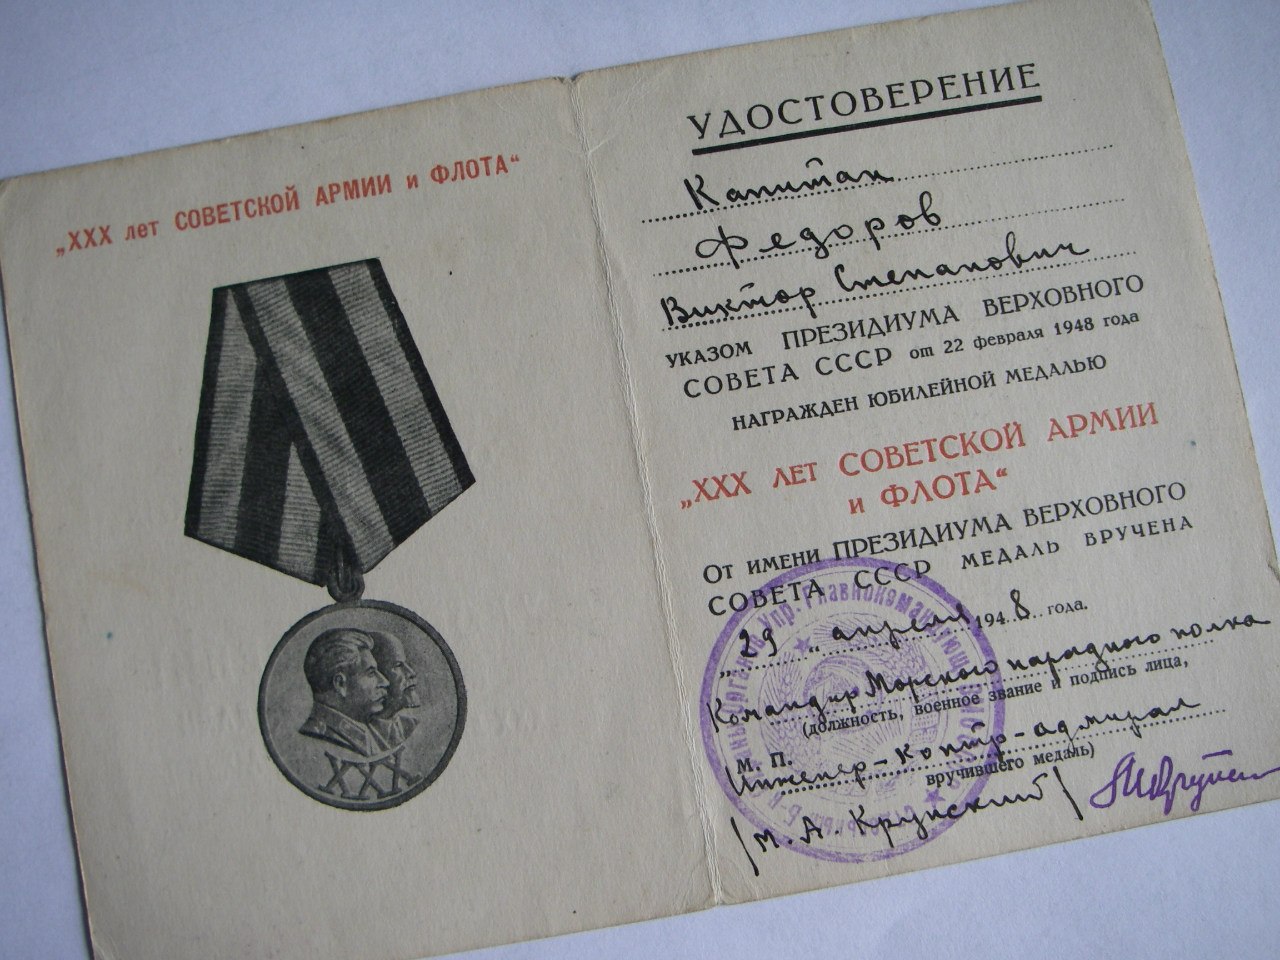 „XXX лет СОВЕТСКОЙ АРМИИ и ФЛОТА“
XXX
УДОСТОВЕРЕНИЕ
Капитан
Федоров
Виктор Степанович
УКАЗОМ ПРЕЗИДИУМА ВЕРХОВНОГО
СОВЕТА СССР от 22 февраля 1948 года
НАГРАЖДЕН ЮБИЛЕЙНОЙ МЕДАЛЬЮ
„XXX ЛЕТ СОВЕТСКОЙ АРМИИ
и ФЛОТА“
От имени ПРЕЗИДИУМА ВЕРХОВНОГО
СОВЕТА СССР МЕДАЛЬ ВРУЧЕНА
„29“ апреля 1948 года.
Командир Морского парадного полка
(должность, военное звание и подпись лица,
М. П.
Инженер-контр-адмирал
вручившего медаль)
/М. А. Крупский/
Упр. Главнокомандующ